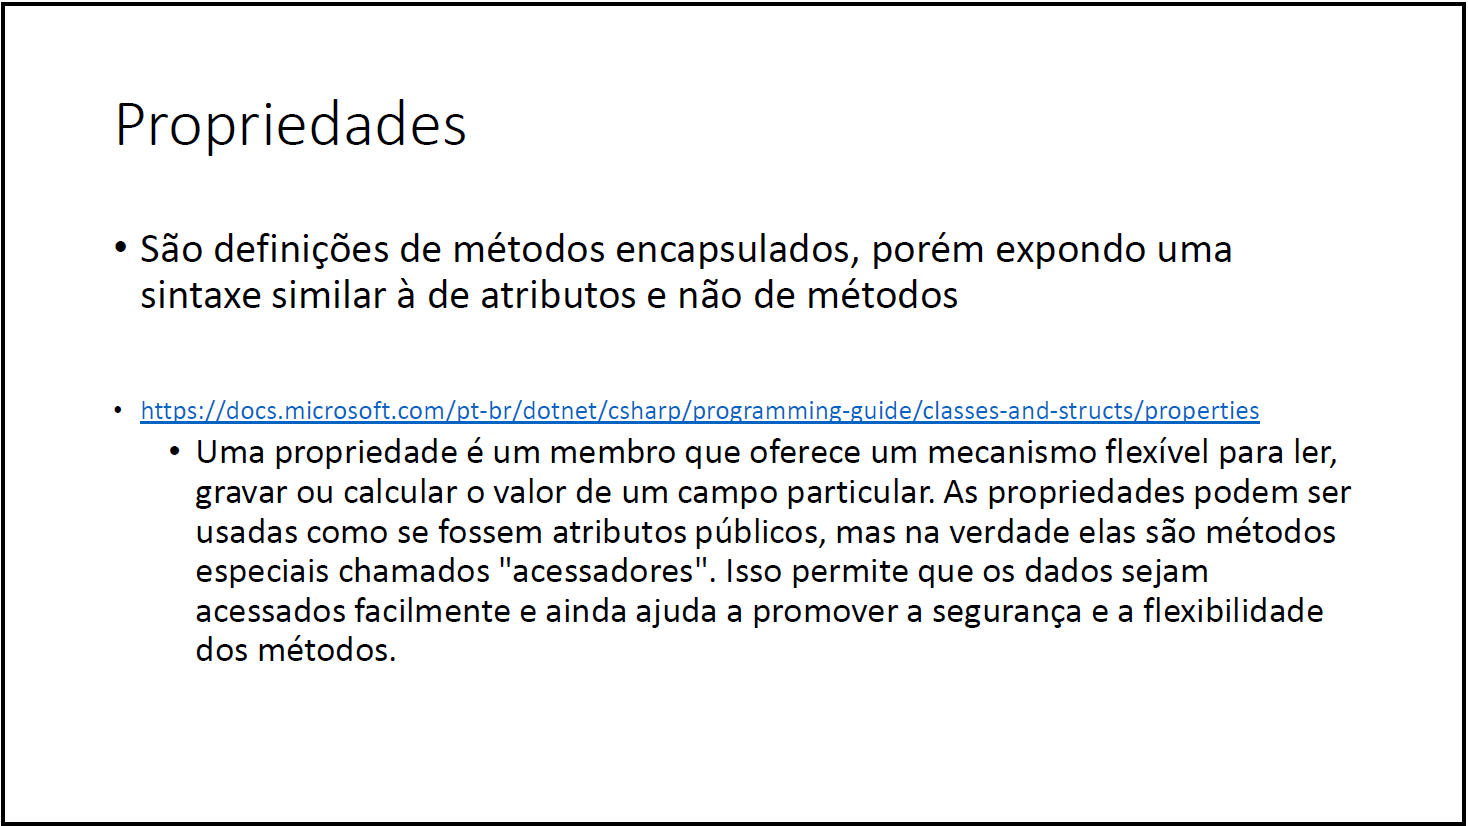 Propriedades
• São definições de métodos encapsulados, porém expondo uma
sintaxe similar à de atributos e não de métodos
• https://docs.microsoft.com/pt-br/dotnet/csharp/programming-guide/classes-and-structs/properties
• Uma propriedade é um membro que oferece um mecanismo flexível para ler,
gravar ou calcular o valor de um campo particular. As propriedades podem ser
usadas como se fossem atributos públicos, mas na verdade elas são métodos
especiais chamados "acessadores". Isso permite que os dados sejam
acessados facilmente e ainda ajuda a promover a segurança e a flexibilidade
dos métodos.